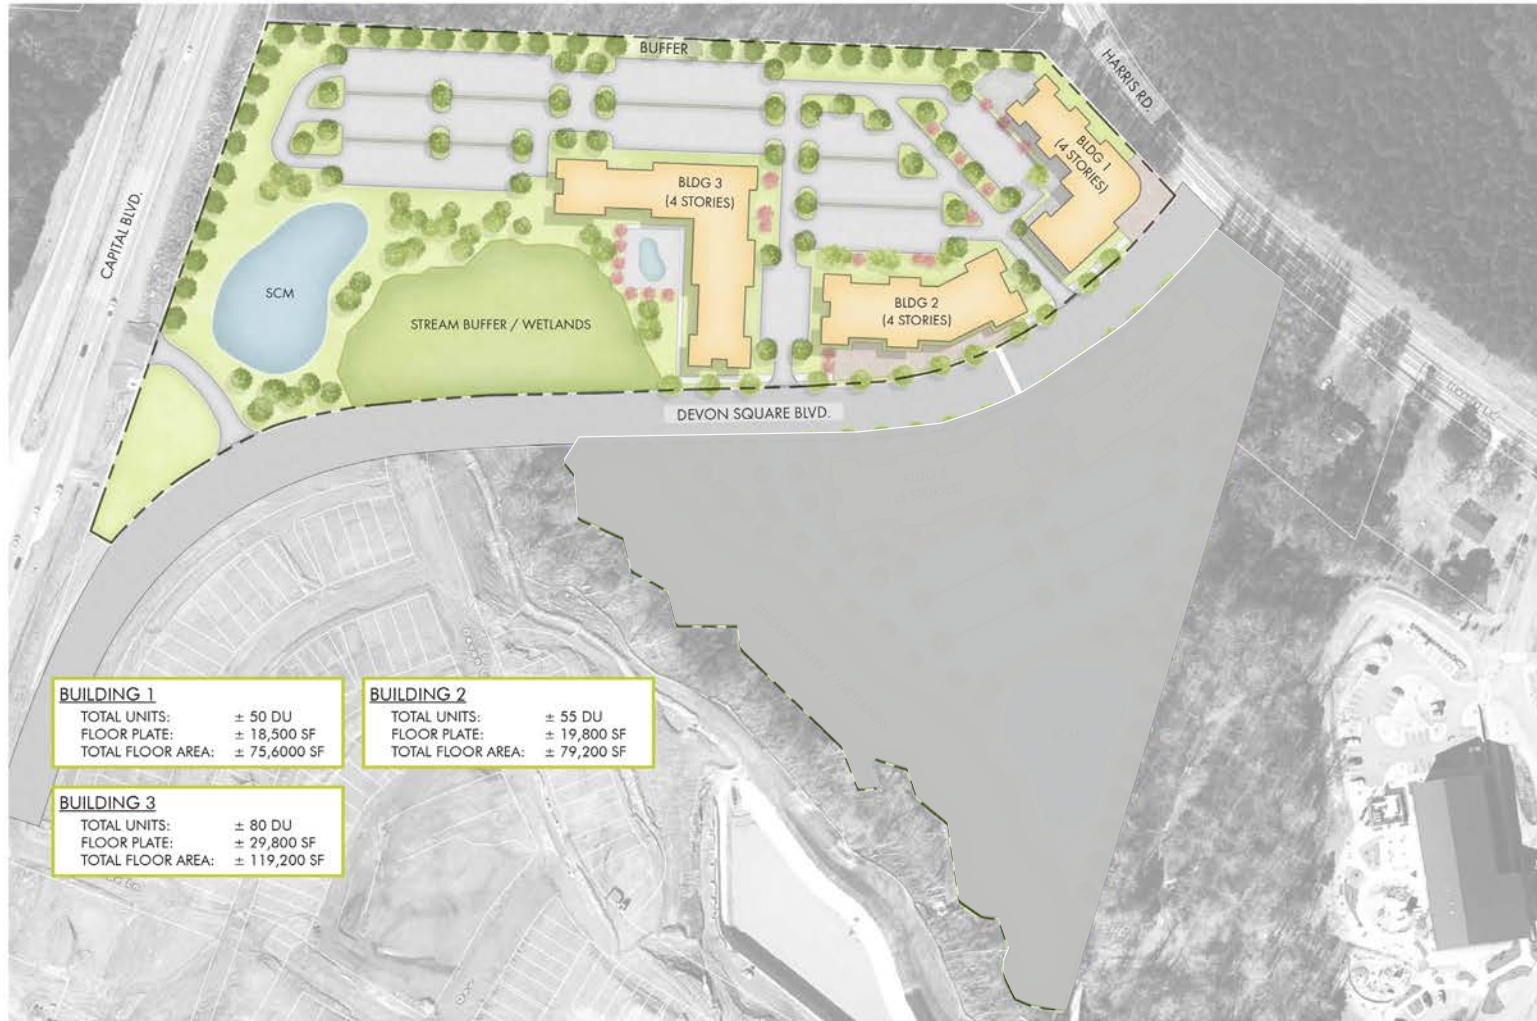 BUFFER
HARRIS RD.
CAPITAL BLVD.
BLDG 1
(4 STORIES)
BLDG 3
(4 STORIES)
SCM
STREAM BUFFER / WETLANDS
BLDG 2
(4 STORIES)
DEVON SQUARE BLVD.
BUILDING 1
TOTAL UNITS: ± 50 DU
FLOOR PLATE: ± 18,500 SF
TOTAL FLOOR AREA: ± 75,6000 SF
BUILDING 2
TOTAL UNITS: ± 55 DU
FLOOR PLATE: ± 19,800 SF
TOTAL FLOOR AREA: ± 79,200 SF
BUILDING 3
TOTAL UNITS: ± 80 DU
FLOOR PLATE: ± 29,800 SF
TOTAL FLOOR AREA: ± 119,200 SF
SCM